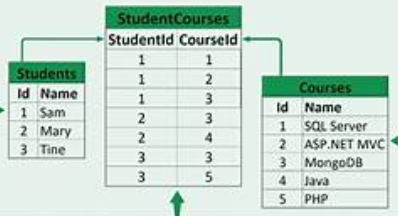 StudentCourses
StudentId CourseId
1 1
1 2
1 3
2 3
2 4
3 3
3 5
Students
Id Name
1 Sam
2 Mary
3 Tine
Courses
Id Name
1 SQL Server
2 ASP.NET MVC
3 MongoDB
4 Java
5 PHP